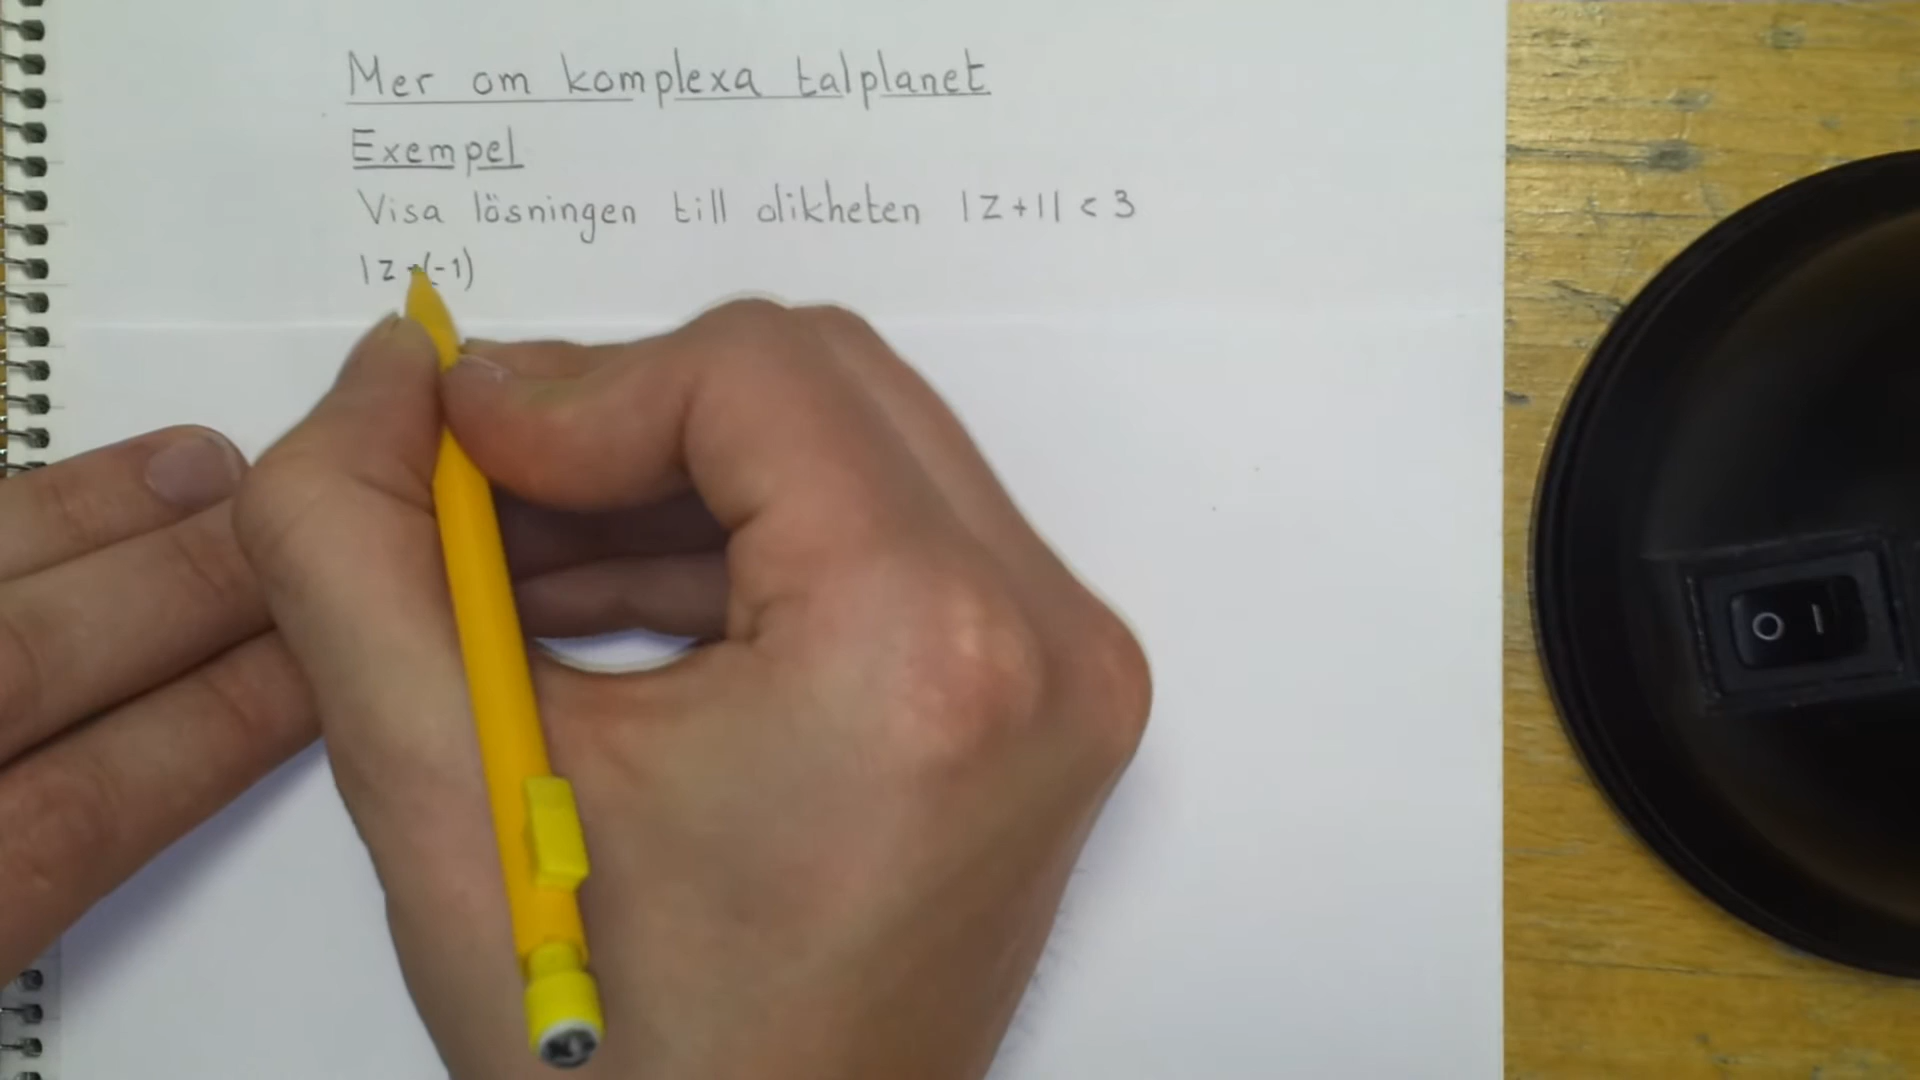 Mer om komplexa talplanet
Exempel
Visa lösningen till olikheten |z+1| < 3
|z-(-1)